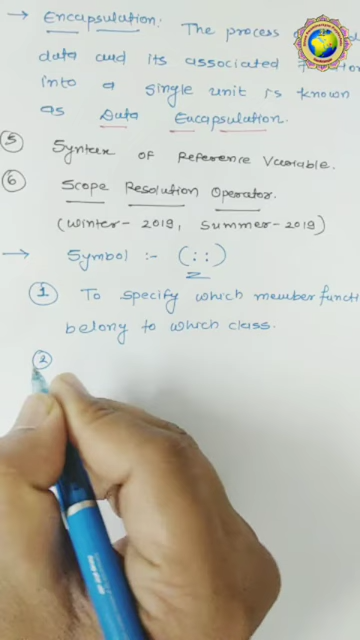 → Encapsulation: The process
data and its associated
into a single unit is known
as Data Encapsulation.
⑤ Syntax of Reference Variable.
⑥ Scope Resolution Operator.
(Winter-2019, Summer-2019)
→ Symbol :- (::)
① To specify which member functi
belong to which class.
②